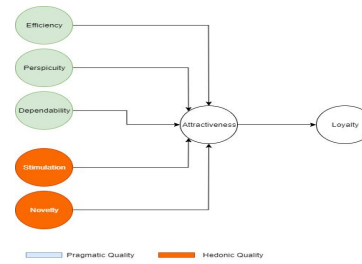 Efficiency
Perspicuity
Dependability
Attractiveness
Loyalty
Stimulation
Novelty
Pragmatic Quality
Hedonic Quality